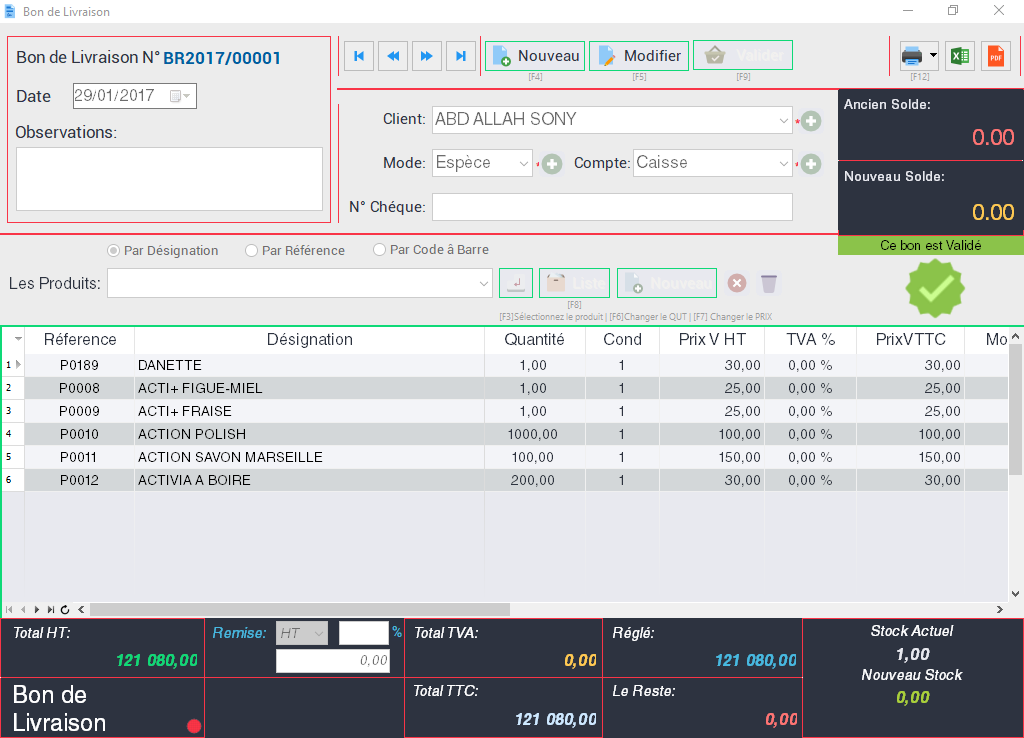 Bon de Livraison
Bon de Livraison N° BR2017/00001
Date 29/01/2017
Observations:
Nouveau
[F4]
Modifier
[F5]
Valider
[F9]
[F12]
PDF
Client: ABD ALLAH SONY *
Mode: Espèce * Compte: Caisse *
N° Chéque:
Ancien Solde:
0.00
Nouveau Solde:
0.00
Ce bon est Validé
Par Désignation Par Référence Par Code â Barre
Les Produits: Liste Nouveau
[F8]
[F3]Sélectionnez le produit | [F6]Changer le QUT | [F7] Changer le PRIX
Réference Désignation Quantité Cond Prix V HT TVA % PrixVTTC Mo
1 P0189 DANETTE 1,00 1 30,00 0,00 % 30,00
2 P0008 ACTI+ FIGUE-MIEL 1,00 1 25,00 0,00 % 25,00
3 P0009 ACTI+ FRAISE 1,00 1 25,00 0,00 % 25,00
4 P0010 ACTION POLISH 1000,00 1 100,00 0,00 % 100,00
5 P0011 ACTION SAVON MARSEILLE 100,00 1 150,00 0,00 % 150,00
6 P0012 ACTIVIA A BOIRE 200,00 1 30,00 0,00 % 30,00
Total HT:
121 080,00
Remise: HT %
0,00
Total TVA:
0,00
Réglé:
121 080,00
Stock Actuel
1,00
Nouveau Stock
0,00
Bon de
Livraison
Total TTC:
121 080,00
Le Reste:
0,00